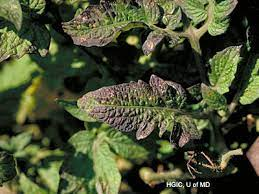 HGIC, U of MD